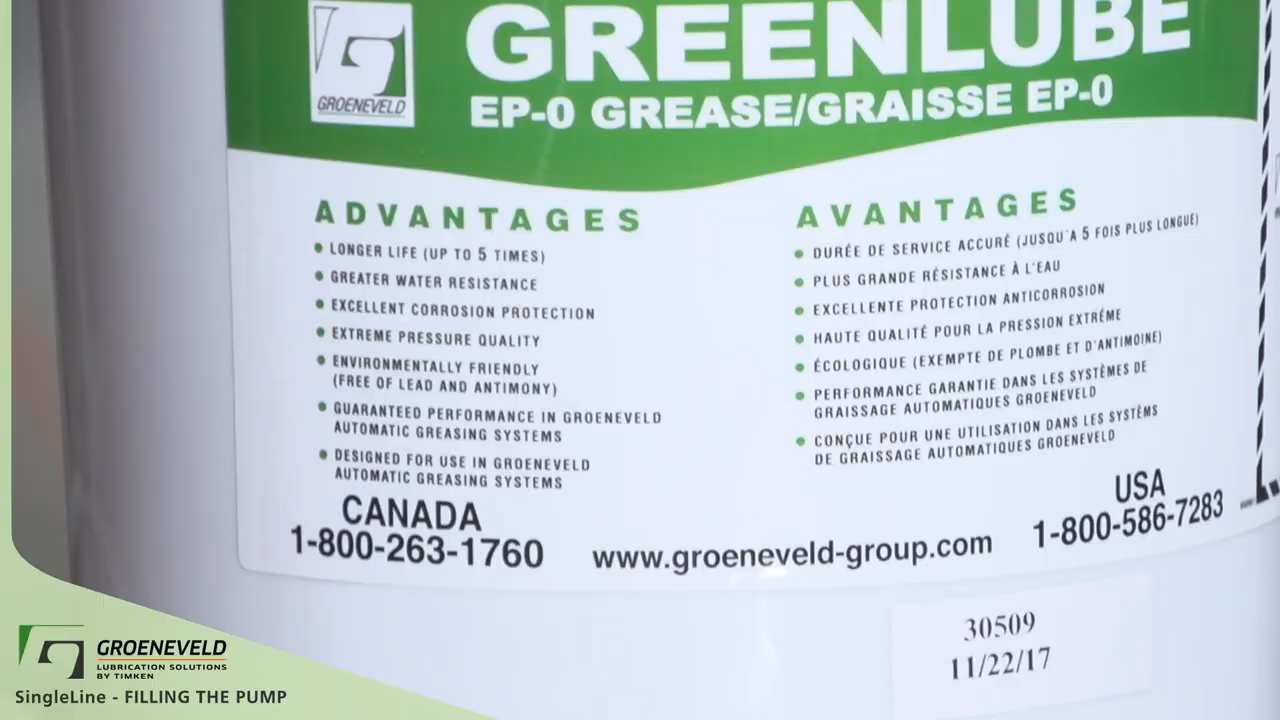 GREENLUBE
GROENEVELD
EP-0 GREASE/GRAISSE EP-0
ADVANTAGES
LONGER LIFE (UP TO 5 TIMES)
GREATER WATER RESISTANCE
EXCELLENT CORROSION PROTECTION
EXTREME PRESSURE QUALITY
ENVIRONMENTALLY FRIENDLY
(FREE OF LEAD AND ANTIMONY)
GUARANTEED PERFORMANCE IN GROENEVELD
AUTOMATIC GREASING SYSTEMS
DESIGNED FOR USE IN GROENEVELD
AUTOMATIC GREASING SYSTEMS
AVANTAGES
DURÉE DE SERVICE ACCURÉ (JUSQU'A 5 FOIS PLUS LONGUE)
PLUS GRANDE RÉSISTANCE À L'EAU
EXCELLENTE PROTECTION ANTICORROSION
HAUTE QUALITÉ POUR LA PRESSION EXTRÉME
ÉCOLOGIQUE (EXEMPTE DE PLOMBE ET D'ANTIMOINE)
PERFORMANCE GARANTIE DANS LES SYSTÈMES DE
GRAISSAGE AUTOMATIQUES GROENEVELD
CONÇUE POUR UNE UTILISATION DANS LES SYSTÈMS
DE GRAISSAGE AUTOMATIQUES GROENEVELD
CANADA
1-800-263-1760
www.groeneveld-group.com
USA
1-800-586-7283
30509
11/22/17
GROENEVELD
LUBRICATION SOLUTIONS
BY TIMKEN
SingleLine - FILLING THE PUMP